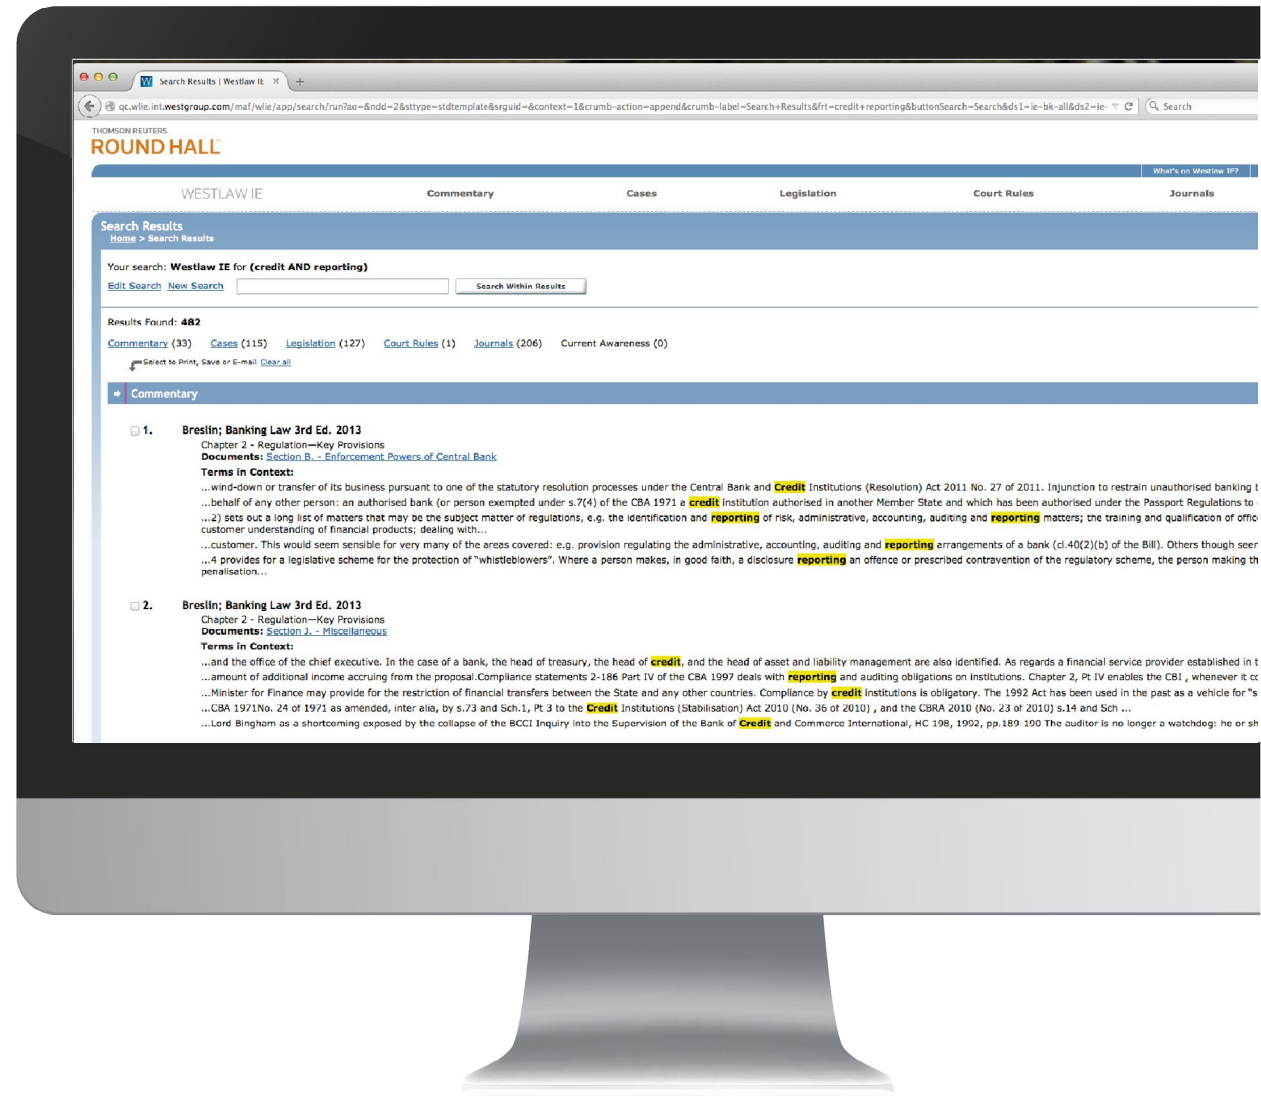 Search Results | Westlaw IE
qc.wlie.int.westgroup.com/maf/wlie/app/search/run?ao=&ndd=2&sttype=stdtemplate&srguid=&context=1&crumb-action=append&crumb-label=Search+Results&frt=credit+reporting&buttonSearch=Search&ds1=ie-bk-all&ds2=ie- Search
THOMSON REUTERS
ROUND HALL
What's on Westlaw IE?
WESTLAW IE Commentary Cases Legislation Court Rules Journals
Search Results
Home > Search Results
Your search: Westlaw IE for (credit AND reporting)
Edit Search New Search Search Within Results
Results Found: 482
Commentary (33) Cases (115) Legislation (127) Court Rules (1) Journals (206) Current Awareness (0)
Select to Print, Save or E-mail Clear all
Commentary
1. Breslin; Banking Law 3rd Ed. 2013
Chapter 2 - Regulation—Key Provisions
Documents: Section B. - Enforcement Powers of Central Bank
Terms in Context:
...wind-down or transfer of its business pursuant to one of the statutory resolution processes under the Central Bank and Credit Institutions (Resolution) Act 2011 No. 27 of 2011. Injunction to restrain unauthorised banking
...behalf of any other person: an authorised bank (or person exempted under s.7(4) of the CBA 1971 a credit institution authorised in another Member State and which has been authorised under the Passport Regulations to
...2) sets out a long list of matters that may be the subject matter of regulations, e.g. the identification and reporting of risk, administrative, accounting, auditing and reporting matters; the training and qualification of offic
customer understanding of financial products; dealing with...
...customer. This would seem sensible for very many of the areas covered: e.g. provision regulating the administrative, accounting, auditing and reporting arrangements of a bank (cl.40(2)(b) of the Bill). Others though seem
...4 provides for a legislative scheme for the protection of "whistleblowers". Where a person makes, in good faith, a disclosure reporting an offence or prescribed contravention of the regulatory scheme, the person making th
penalisation...
2. Breslin; Banking Law 3rd Ed. 2013
Chapter 2 - Regulation—Key Provisions
Documents: Section J. - Miscellaneous
Terms in Context:
...and the office of the chief executive. In the case of a bank, the head of treasury, the head of credit, and the head of asset and liability management are also identified. As regards a financial service provider established in t
...amount of additional income accruing from the proposal.Compliance statements 2-186 Part IV of the CBA 1997 deals with reporting and auditing obligations on institutions. Chapter 2, Pt IV enables the CBI , whenever it co
...Minister for Finance may provide for the restriction of financial transfers between the State and any other countries. Compliance by credit institutions is obligatory. The 1992 Act has been used in the past as a vehicle for "s
...CBA 1971No. 24 of 1971 as amended, inter alia, by s.73 and Sch.1, Pt 3 to the Credit Institutions (Stabilisation) Act 2010 (No. 36 of 2010) , and the CBRA 2010 (No. 23 of 2010) s.14 and Sch ...
...Lord Bingham as a shortcoming exposed by the collapse of the BCCI Inquiry into the Supervision of the Bank of Credit and Commerce International, HC 198, 1992, pp.189-190 The auditor is no longer a watchdog: he or sh